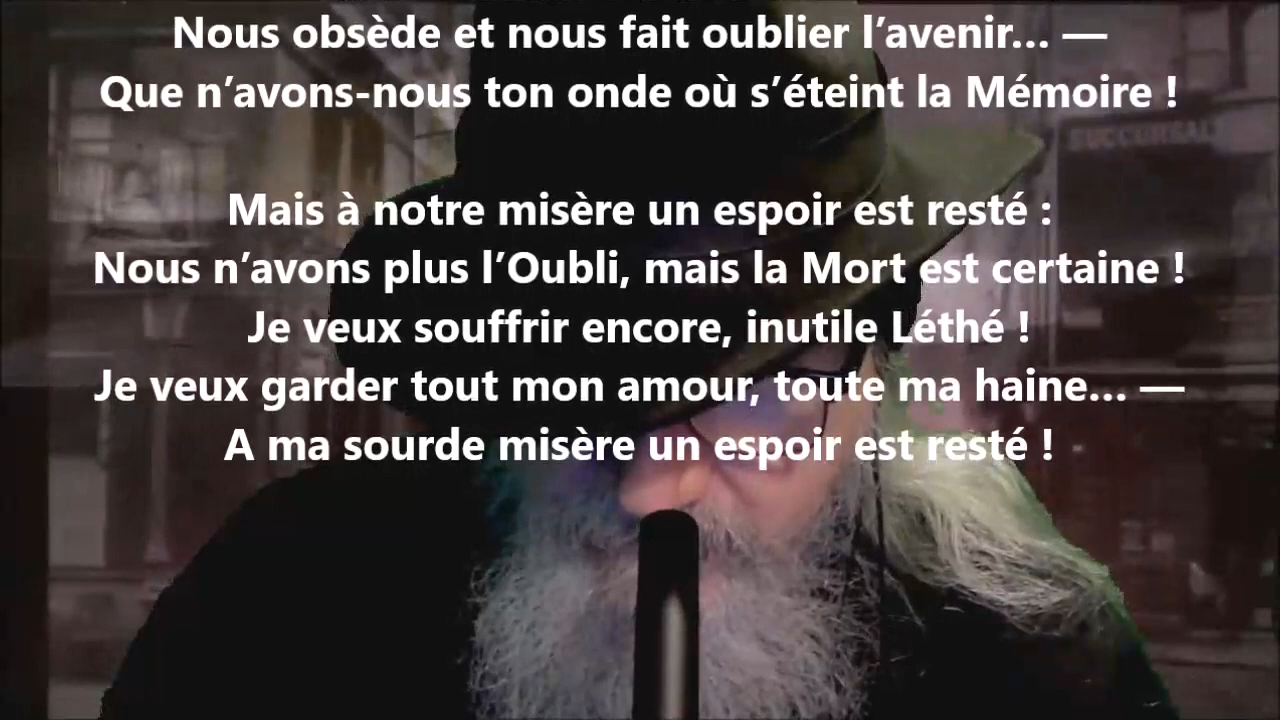 Nous obsède et nous fait oublier l’avenir… —
Que n’avons-nous ton onde où s’éteint la Mémoire !
SUCCURSALE
Mais à notre misère un espoir est resté :
Nous n’avons plus l’Oubli, mais la Mort est certaine !
Je veux souffrir encore, inutile Léthé !
Je veux garder tout mon amour, toute ma haine… —
A ma sourde misère un espoir est resté !